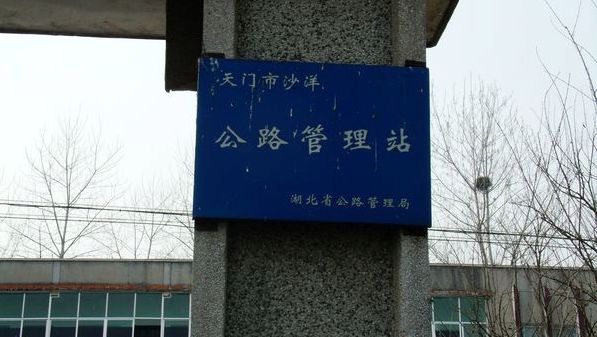 天门市沙洋
公路管理站
湖北省公路管理局